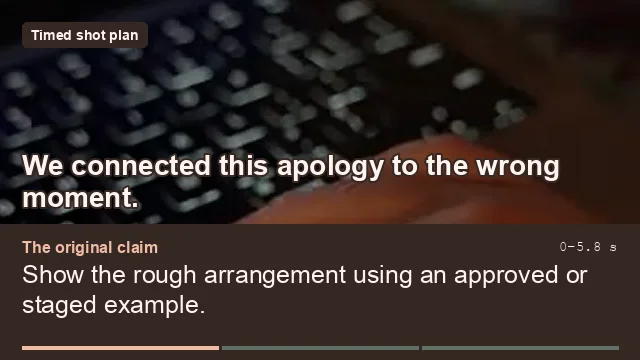 Timed shot plan
We connected this apology to the wrong
moment.
The original claim
0–5.8 s
Show the rough arrangement using an approved or
staged example.